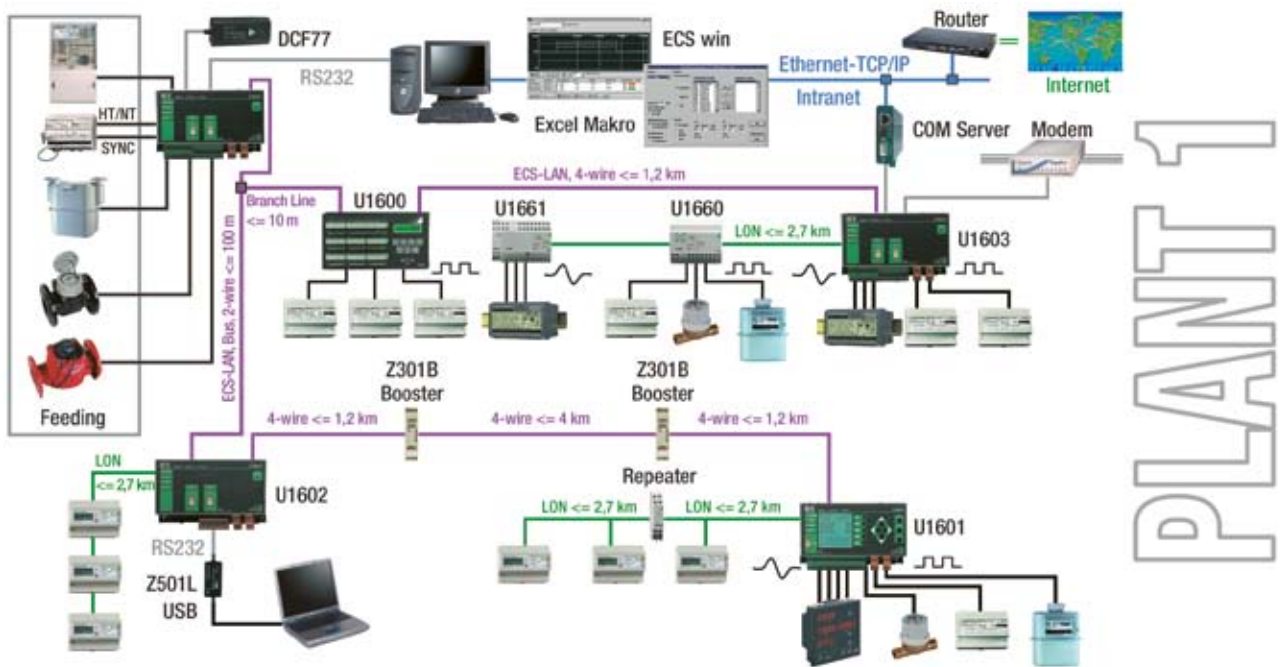 DCF77
RS232
ECS win
Excel Makro
Ethernet-TCP/IP
Intranet
Router
Internet
COM Server
Modem
HT/NT
SYNC
Feeding
ECS-LAN, Bus, 2-wire <= 100 m
Branch Line
<= 10 m
ECS-LAN, 4-wire <= 1,2 km
U1600
U1661
U1660
LON <= 2,7 km
U1603
Z301B
Booster
Z301B
Booster
4-wire <= 1,2 km
4-wire <= 4 km
4-wire <= 1,2 km
LON
<= 2,7 km
U1602
RS232
Z501L
USB
Repeater
LON <= 2,7 km
LON <= 2,7 km
U1601
PLANT 1